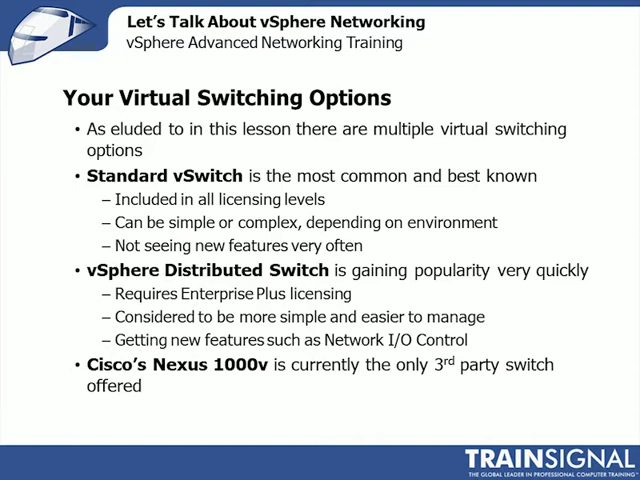 Let's Talk About vSphere Networking
vSphere Advanced Networking Training
Your Virtual Switching Options
• As eluded to in this lesson there are multiple virtual switching
options
• Standard vSwitch is the most common and best known
– Included in all licensing levels
– Can be simple or complex, depending on environment
– Not seeing new features very often
• vSphere Distributed Switch is gaining popularity very quickly
– Requires Enterprise Plus licensing
– Considered to be more simple and easier to manage
– Getting new features such as Network I/O Control
• Cisco's Nexus 1000v is currently the only 3rd party switch
offered
TRAINSIGNAL
THE GLOBAL LEADER IN PROFESSIONAL COMPUTER TRAINING